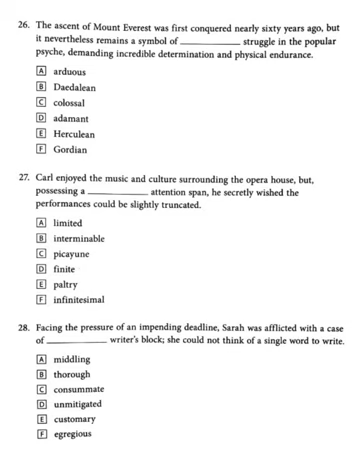 26. The ascent of Mount Everest was first conquered nearly sixty years ago, but
it nevertheless remains a symbol of ____________ struggle in the popular
psyche, demanding incredible determination and physical endurance.
A arduous
B Daedalean
C colossal
D adamant
E Herculean
F Gordian
27. Carl enjoyed the music and culture surrounding the opera house, but,
possessing a ____________ attention span, he secretly wished the
performances could be slightly truncated.
A limited
B interminable
C picayune
D finite
E paltry
F infinitesimal
28. Facing the pressure of an impending deadline, Sarah was afflicted with a case
of ____________ writer's block; she could not think of a single word to write.
A middling
B thorough
C consummate
D unmitigated
E customary
F egregious